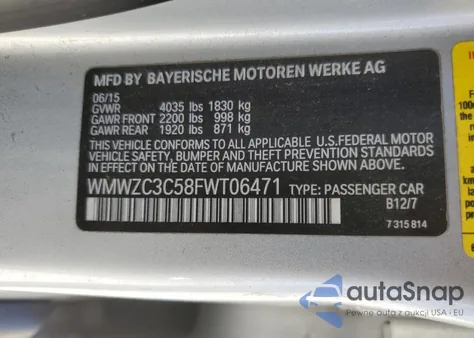 MFD BY BAYERISCHE MOTOREN WERKE AG
06/15
GVWR 4035 lbs 1830 kg
GAWR FRONT 2200 lbs 998 kg
GAWR REAR 1920 lbs 871 kg
THIS VEHICLE CONFORMS TO ALL APPLICABLE U.S.FEDERAL MOTOR
VEHICLE SAFETY, BUMPER, AND THEFT PREVENTION STANDARDS
IN EFFECT ON THE DATE OF MANUFACTURE SHOWN ABOVE.
WMWZC3C58FWT06471 TYPE: PASSENGER CAR
B12/7
7 315 814
autoSnap
Pewne auta z aukcji USA i EU